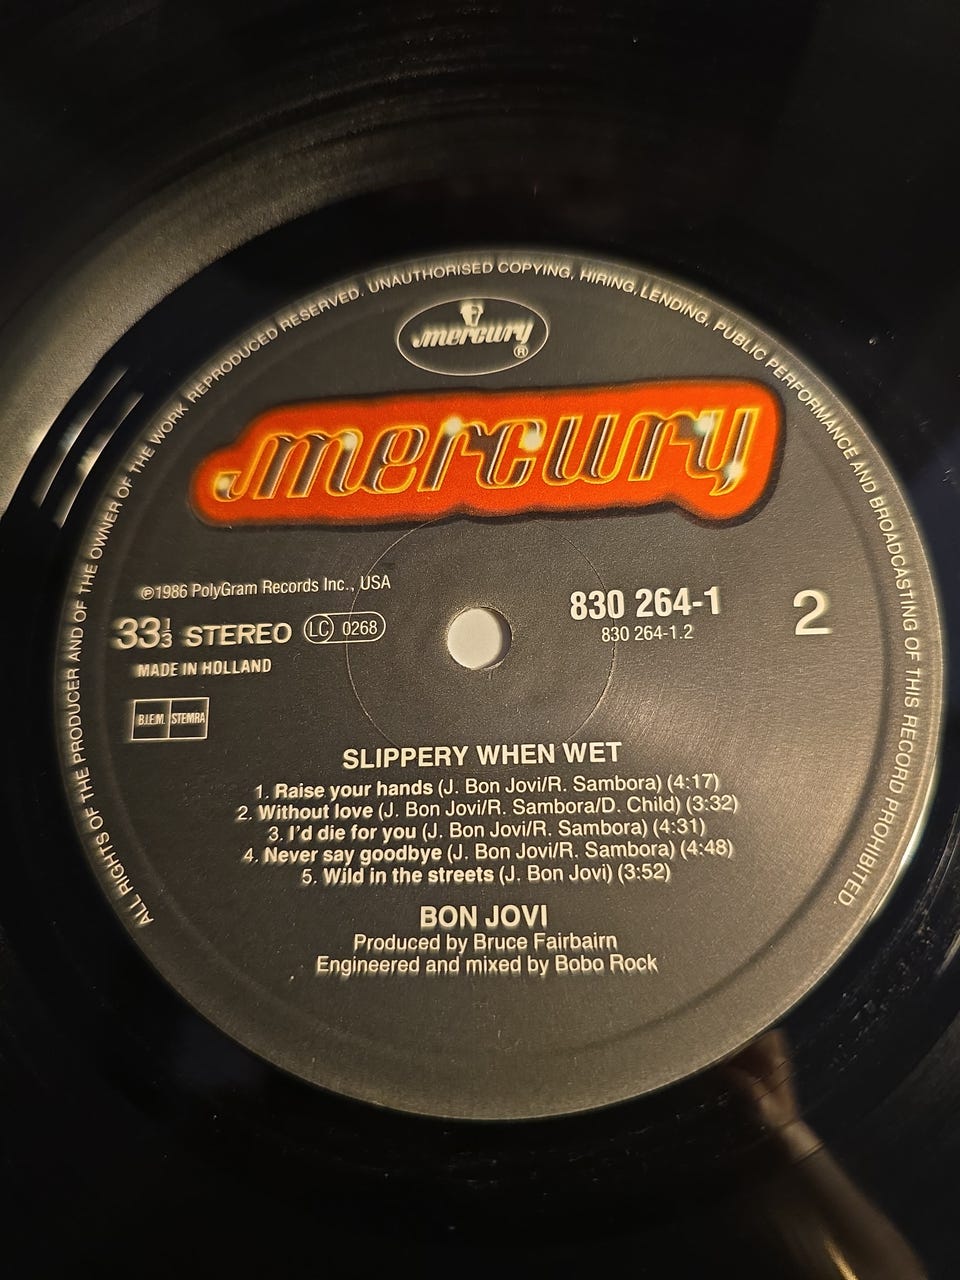 ALL RIGHTS OF THE PRODUCER AND OF THE OWNER OF THE WORK REPRODUCED RESERVED. UNAUTHORISED COPYING, HIRING, LENDING, PUBLIC PERFORMANCE AND BROADCASTING OF THIS RECORD PROHIBITED.
mercury ®
mercury
℗1986 PolyGram Records Inc., USA
33⅓ STEREO LC 0268
MADE IN HOLLAND
B.I.E.M. STEMRA
830 264-1
830 264-1.2
2
SLIPPERY WHEN WET
1. Raise your hands (J. Bon Jovi/R. Sambora) (4:17)
2. Without love (J. Bon Jovi/R. Sambora/D. Child) (3:32)
3. I'd die for you (J. Bon Jovi/R. Sambora) (4:31)
4. Never say goodbye (J. Bon Jovi/R. Sambora) (4:48)
5. Wild in the streets (J. Bon Jovi) (3:52)
BON JOVI
Produced by Bruce Fairbairn
Engineered and mixed by Bobo Rock